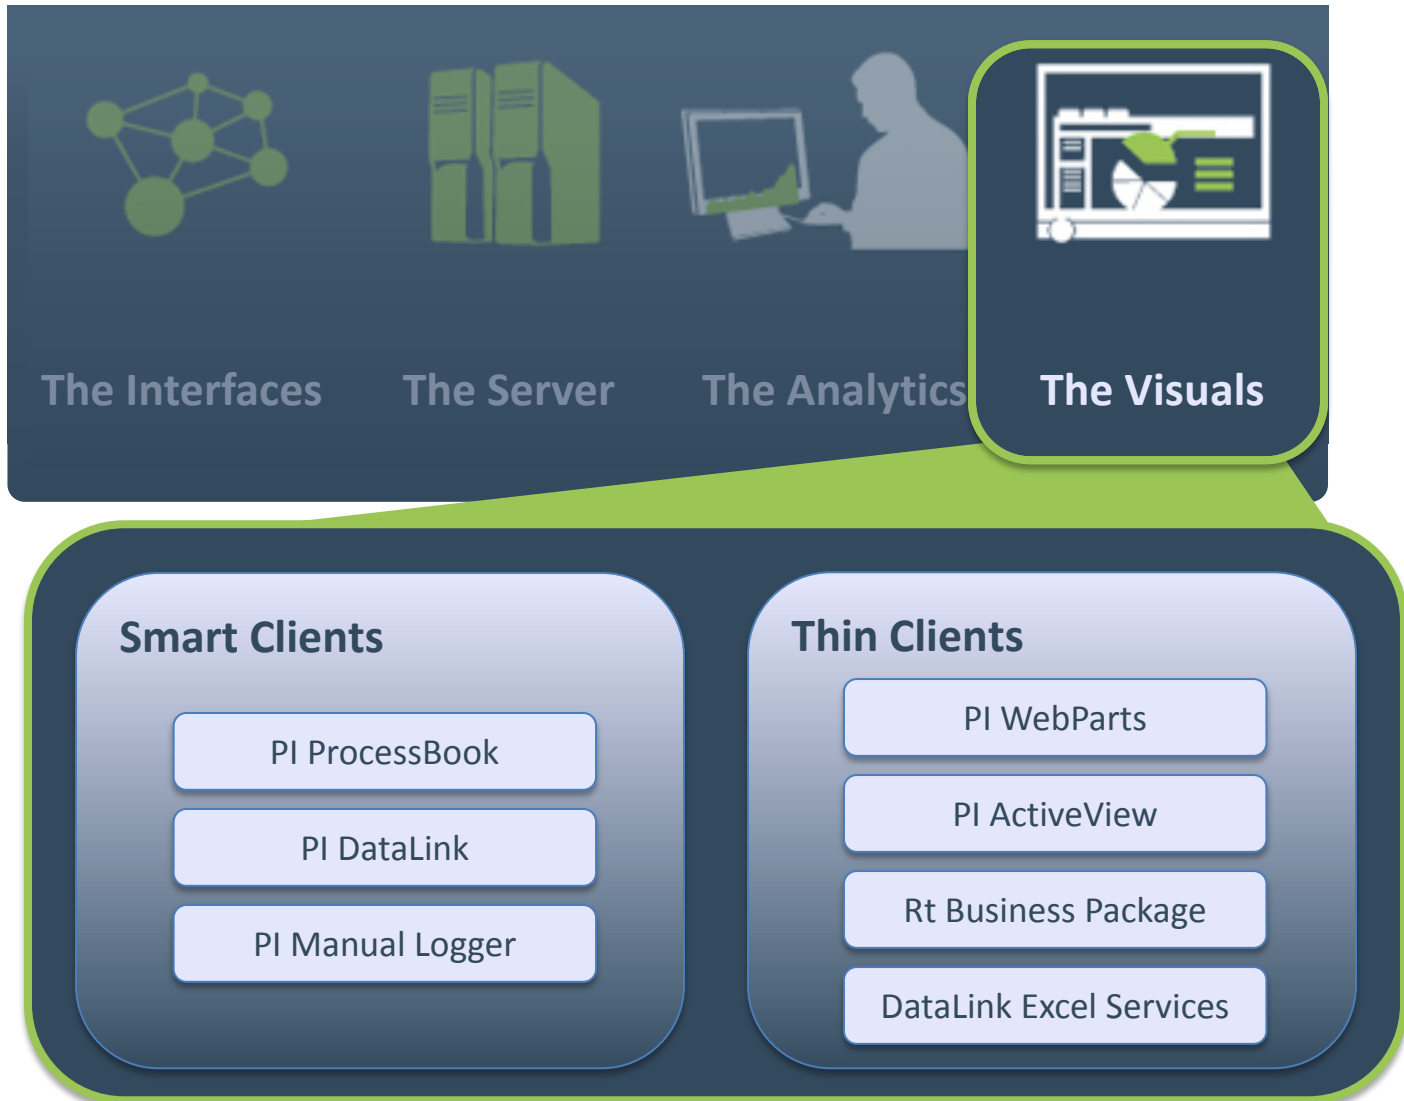 The Interfaces
The Server
The Analytics
The Visuals
Smart Clients
PI ProcessBook
PI DataLink
PI Manual Logger
Thin Clients
PI WebParts
PI ActiveView
Rt Business Package
DataLink Excel Services